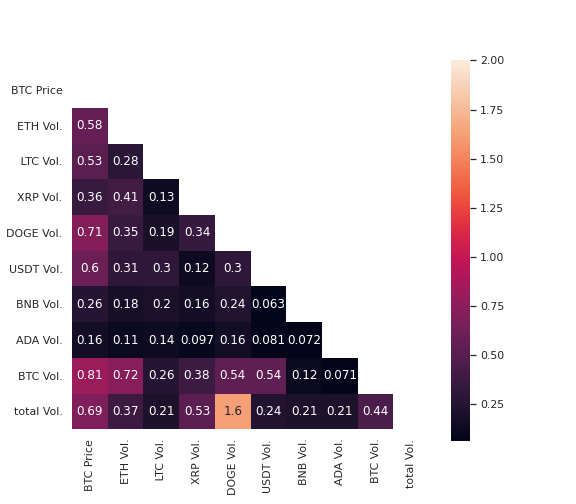 2.00
BTC Price
ETH Vol. 0.58
1.75
LTC Vol. 0.53 0.28
1.50
XRP Vol. 0.36 0.41 0.13
DOGE Vol. 0.71 0.35 0.19 0.34
1.25
USDT Vol. 0.6 0.31 0.3 0.12 0.3
1.00
BNB Vol. 0.26 0.18 0.2 0.16 0.24 0.063
0.75
ADA Vol. 0.16 0.11 0.14 0.097 0.16 0.081 0.072
0.50
BTC Vol. 0.81 0.72 0.26 0.38 0.54 0.54 0.12 0.071
0.25
total Vol. 0.69 0.37 0.21 0.53 1.6 0.24 0.21 0.21 0.44
BTC Price
ETH Vol.
LTC Vol.
XRP Vol.
DOGE Vol.
USDT Vol.
BNB Vol.
ADA Vol.
BTC Vol.
total Vol.